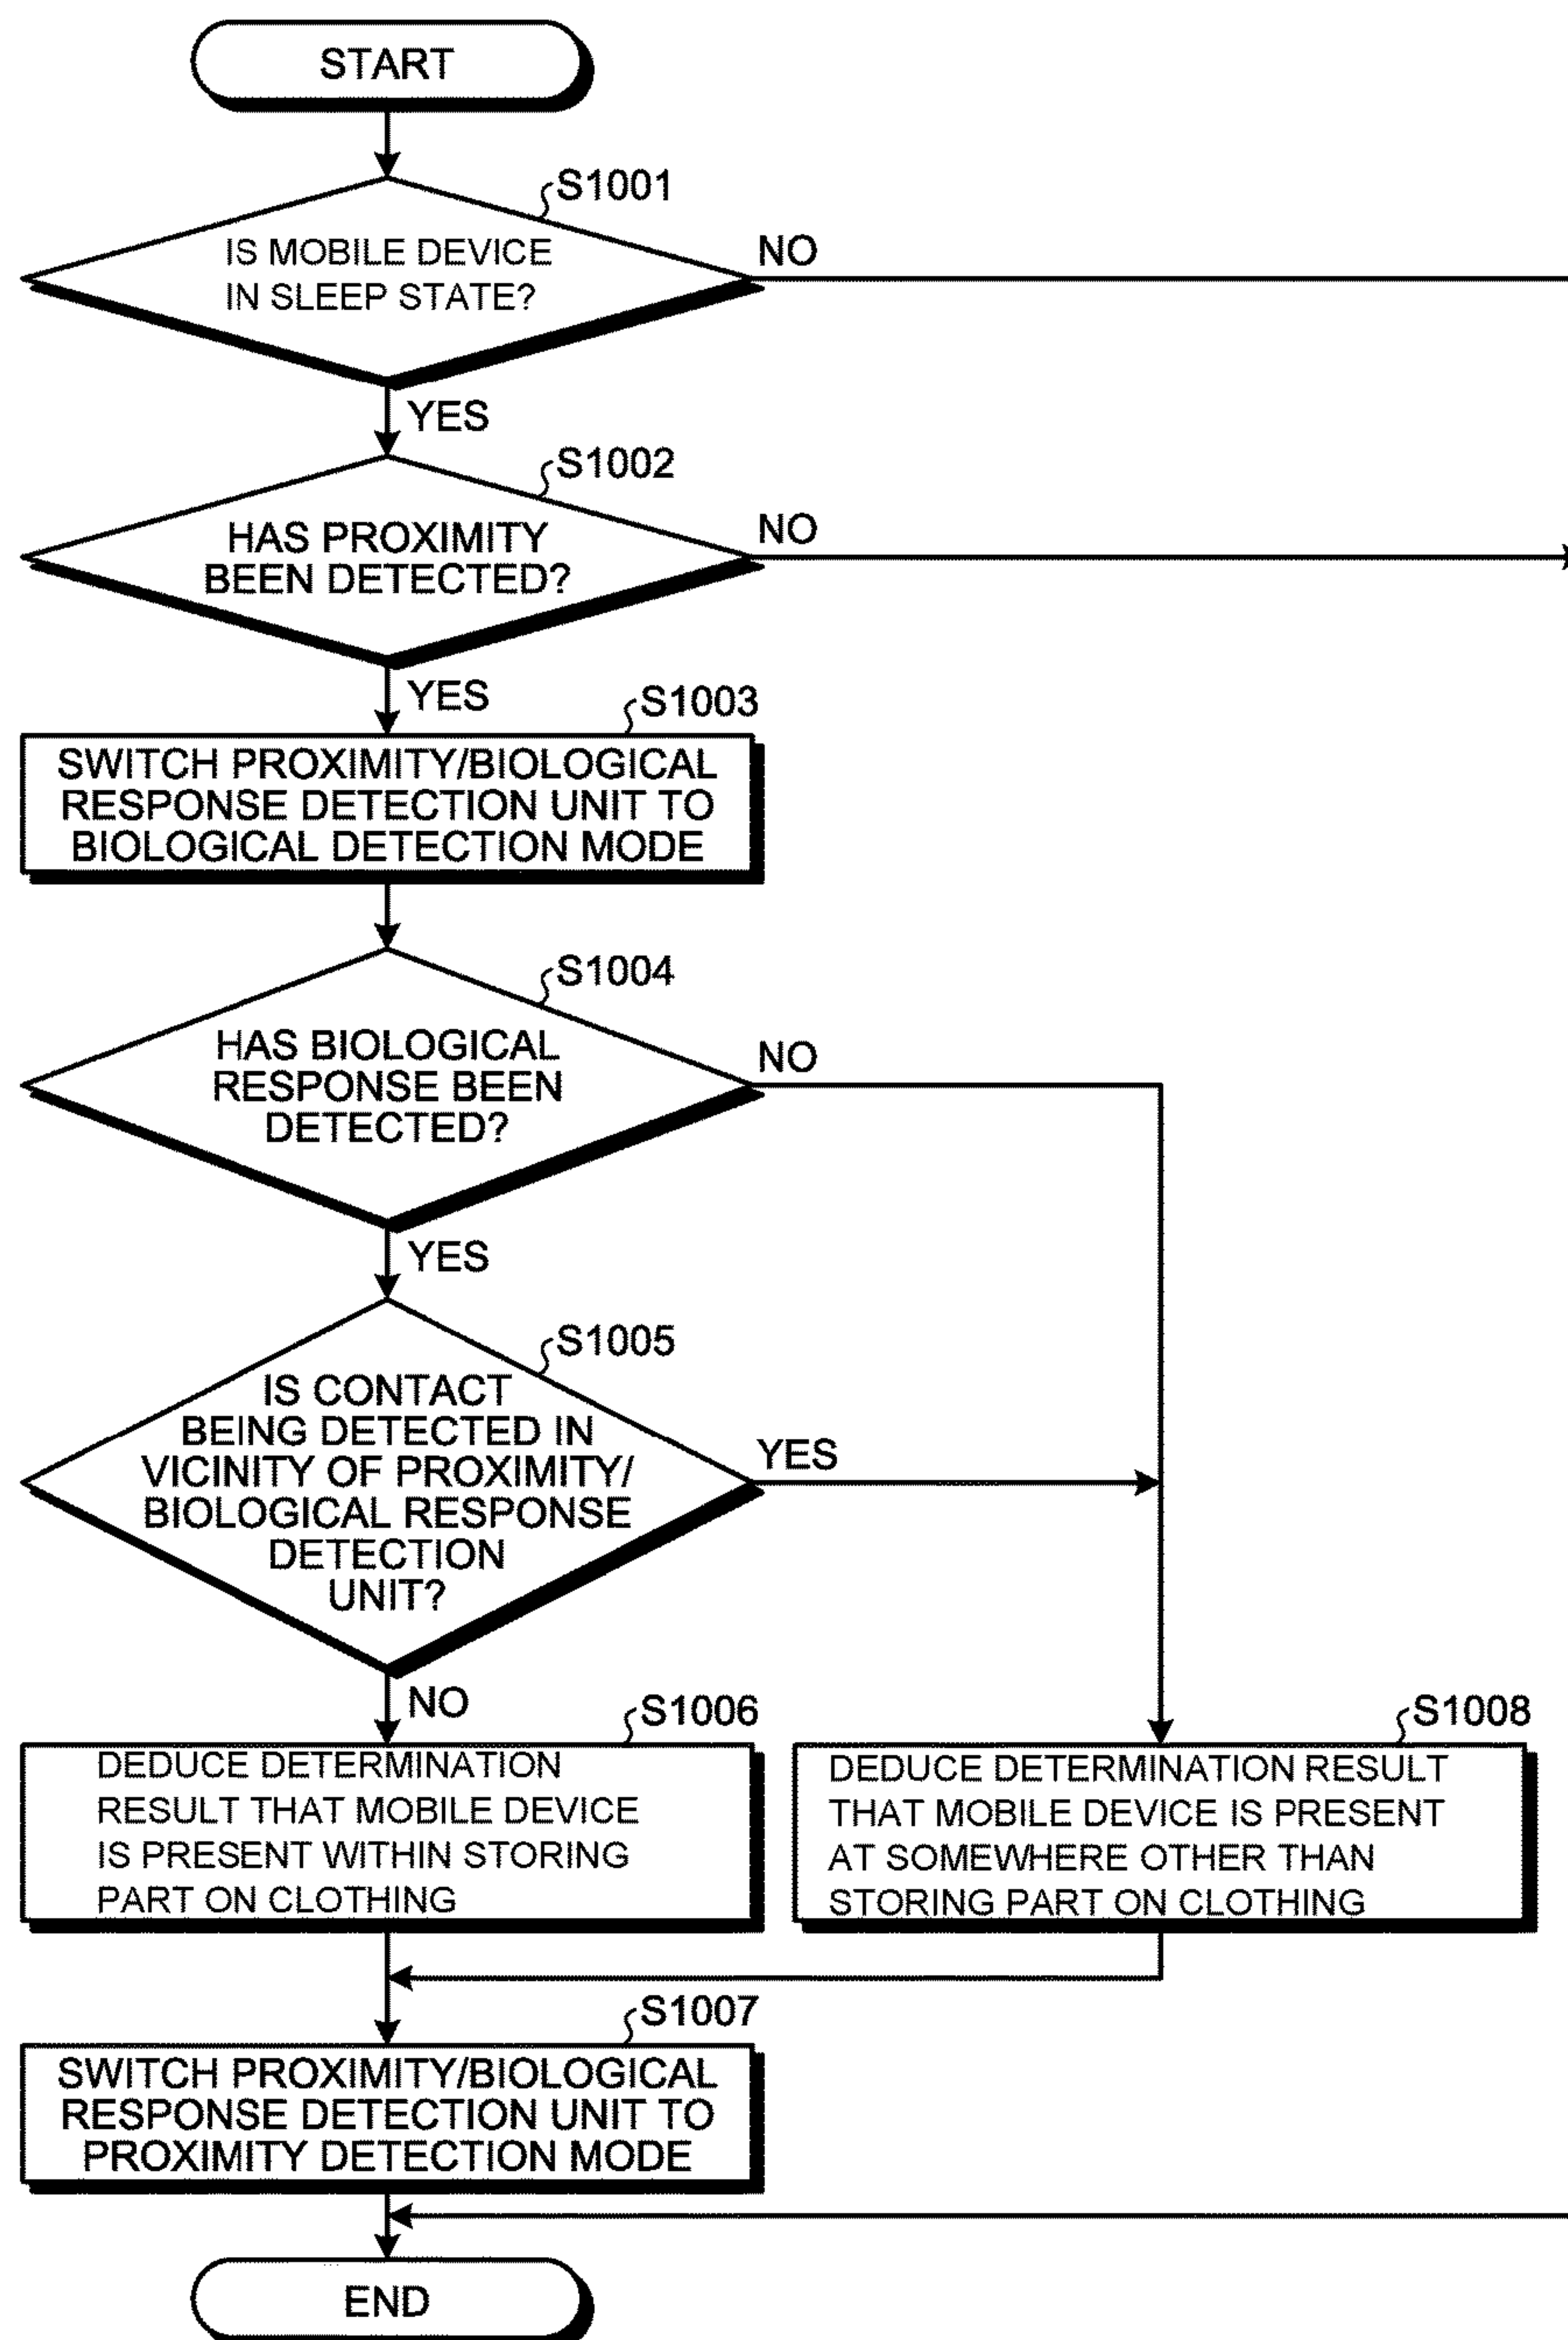 START
S1001
IS MOBILE DEVICE
IN SLEEP STATE?
NO
YES
S1002
HAS PROXIMITY
BEEN DETECTED?
NO
YES
S1003
SWITCH PROXIMITY/BIOLOGICAL
RESPONSE DETECTION UNIT TO
BIOLOGICAL DETECTION MODE
S1004
HAS BIOLOGICAL
RESPONSE BEEN
DETECTED?
NO
YES
S1005
IS CONTACT
BEING DETECTED IN
VICINITY OF PROXIMITY/
BIOLOGICAL RESPONSE
DETECTION
UNIT?
YES
NO
S1006
DEDUCE DETERMINATION
RESULT THAT MOBILE DEVICE
IS PRESENT WITHIN STORING
PART ON CLOTHING
S1008
DEDUCE DETERMINATION RESULT
THAT MOBILE DEVICE IS PRESENT
AT SOMEWHERE OTHER THAN
STORING PART ON CLOTHING
S1007
SWITCH PROXIMITY/BIOLOGICAL
RESPONSE DETECTION UNIT TO
PROXIMITY DETECTION MODE
END